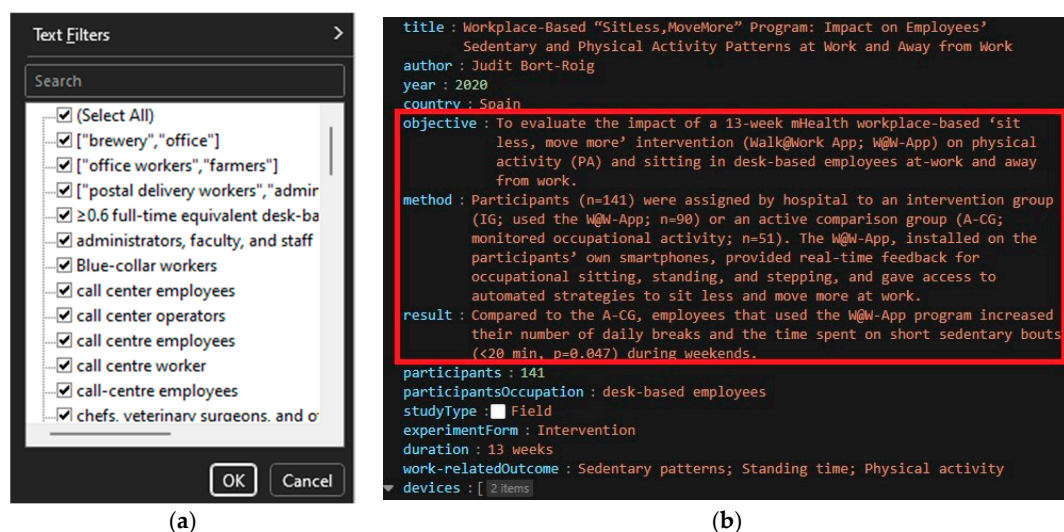 Text Filters >
Search
(Select All)
["brewery","office"]
["office workers","farmers"]
["postal delivery workers","admir
≥0.6 full-time equivalent desk-ba
administrators, faculty, and staff
Blue-collar workers
call center employees
call center operators
call centre employees
call centre worker
call-centre employees
chefs, veterinary surgeons, and o
OK Cancel
(a)
title : Workplace-Based “SitLess,MoveMore” Program: Impact on Employees’
Sedentary and Physical Activity Patterns at Work and Away from Work
author : Judit Bort-Roig
year : 2020
country : Spain
objective : To evaluate the impact of a 13-week mHealth workplace-based ‘sit
less, move more’ intervention (Walk@Work App; W@W-App) on physical
activity (PA) and sitting in desk-based employees at-work and away
from work.
method : Participants (n=141) were assigned by hospital to an intervention group
(IG; used the W@W-App; n=90) or an active comparison group (A-CG;
monitored occupational activity; n=51). The W@W-App, installed on the
participants’ own smartphones, provided real-time feedback for
occupational sitting, standing, and stepping, and gave access to
automated strategies to sit less and move more at work.
result : Compared to the A-CG, employees that used the W@W-App program increased
their number of daily breaks and the time spent on short sedentary bouts
(<20 min, p=0.047) during weekends.
participants : 141
participantsOccupation : desk-based employees
studyType : Field
experimentForm : Intervention
duration : 13 weeks
work-relatedOutcome : Sedentary patterns; Standing time; Physical activity
devices : [ 2 items
(b)